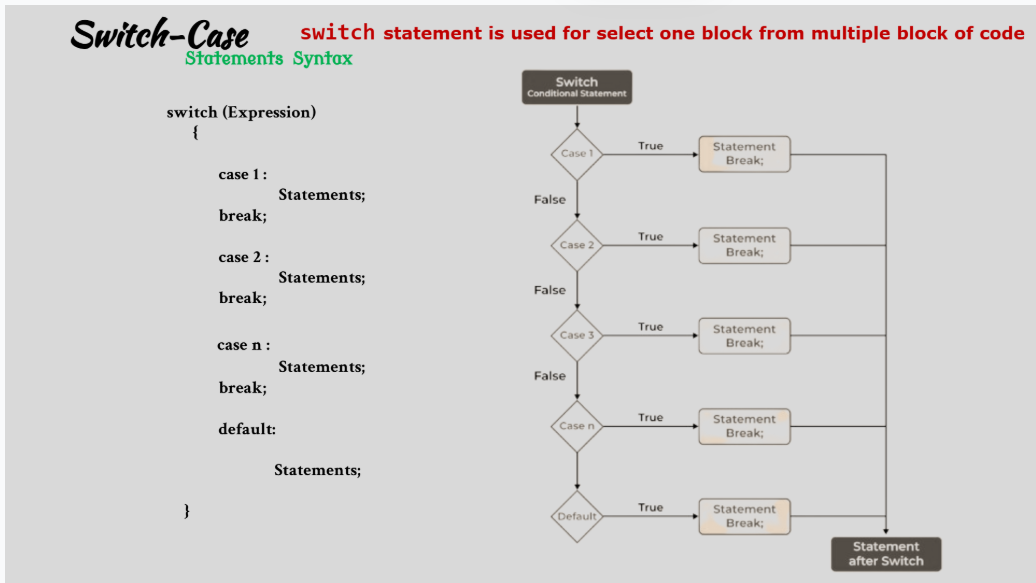 Switch-Case
Statements Syntax
switch statement is used for select one block from multiple block of code
switch (Expression)
{
case 1 :
Statements;
break;
case 2 :
Statements;
break;
case n :
Statements;
break;
default:
Statements;
}
Switch
Conditional Statement
Case 1
True
Statement
Break;
False
Case 2
True
Statement
Break;
False
Case 3
True
Statement
Break;
False
Case n
True
Statement
Break;
Default
True
Statement
Break;
Statement
after Switch